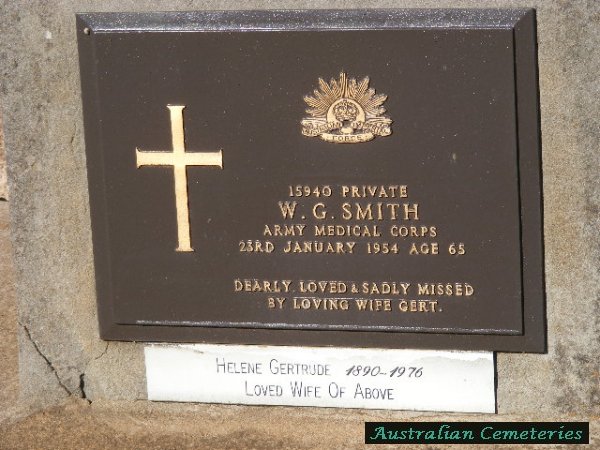 15940 PRIVATE
W. G. SMITH
ARMY MEDICAL CORPS
23RD JANUARY 1954 AGE 65
DEARLY LOVED & SADLY MISSED
BY LOVING WIFE GERT.
HELENE GERTRUDE 1890-1976
LOVED WIFE OF ABOVE
Australian Cemeteries